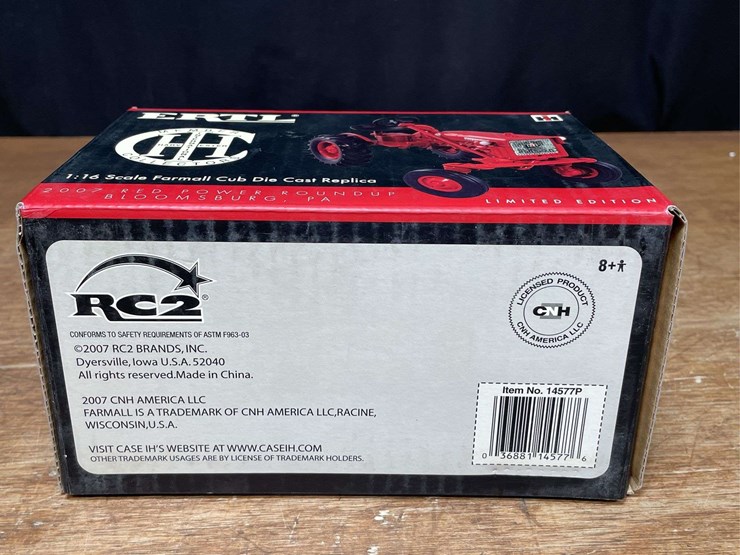 ERTL
IH
1:16 Scale Farmall Cub Die Cast Replica
2007 RED POWER ROUNDUP
BLOOMSBURG, PA
LIMITED EDITION
RC2®
CONFORMS TO SAFETY REQUIREMENTS OF ASTM F963-03
©2007 RC2 BRANDS, INC.
Dyersville, Iowa U.S.A. 52040
All rights reserved.Made in China.
2007 CNH AMERICA LLC
FARMALL IS A TRADEMARK OF CNH AMERICA LLC,RACINE,
WISCONSIN,U.S.A.
VISIT CASE IH'S WEBSITE AT WWW.CASEIH.COM
OTHER TRADEMARK USAGES ARE BY LICENSE OF TRADEMARK HOLDERS.
8+
LICENSED PRODUCT
CNH
CNH AMERICA LLC
Item No. 14577P
0 36881 14577 6